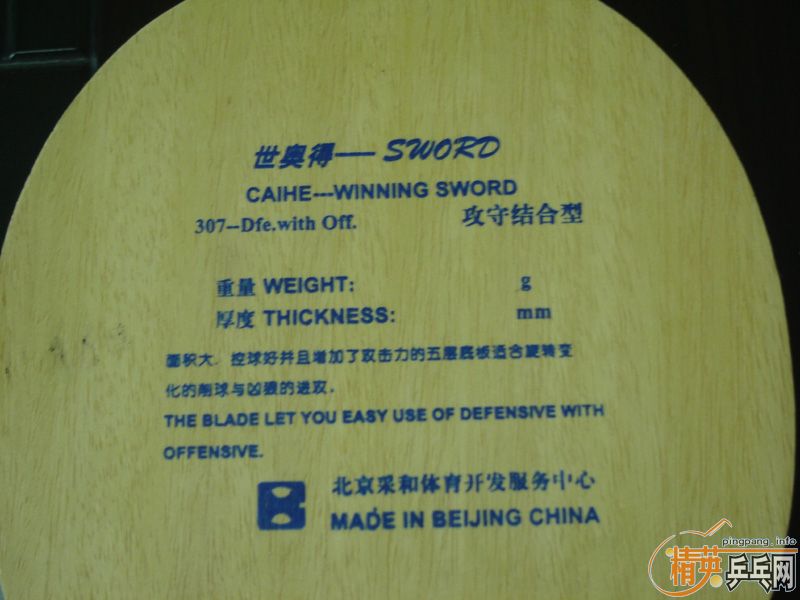 世奥得—— SWORD
CAIHE---WINNING SWORD
307--Dfe.with Off. 攻守结合型
重量 WEIGHT: g
厚度 THICKNESS: mm
面积大、控球好并且增加了攻击力的五层底板适合旋转变
化的削球与凶狠的进攻.
THE BLADE LET YOU EASY USE OF DEFENSIVE WITH
OFFENSIVE.
北京采和体育开发服务中心
MADE IN BEIJING CHINA
pingpang.info
精英乒乓网